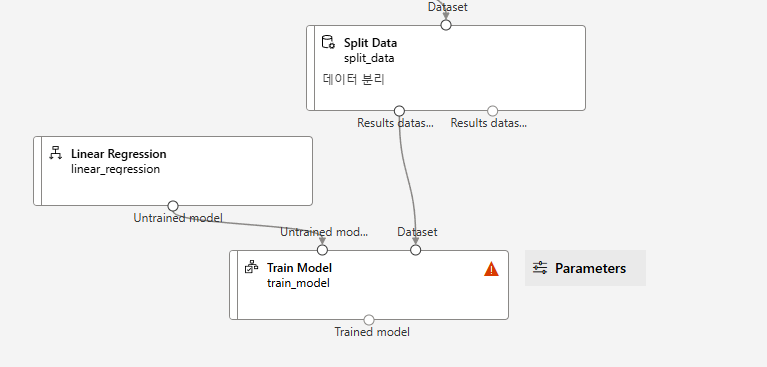 Dataset
Split Data
split_data
데이터 분리
Results datas...
Results datas...
Linear Regression
linear_regression
Untrained model
Untrained mod...
Dataset
Train Model
train_model
Parameters
Trained model